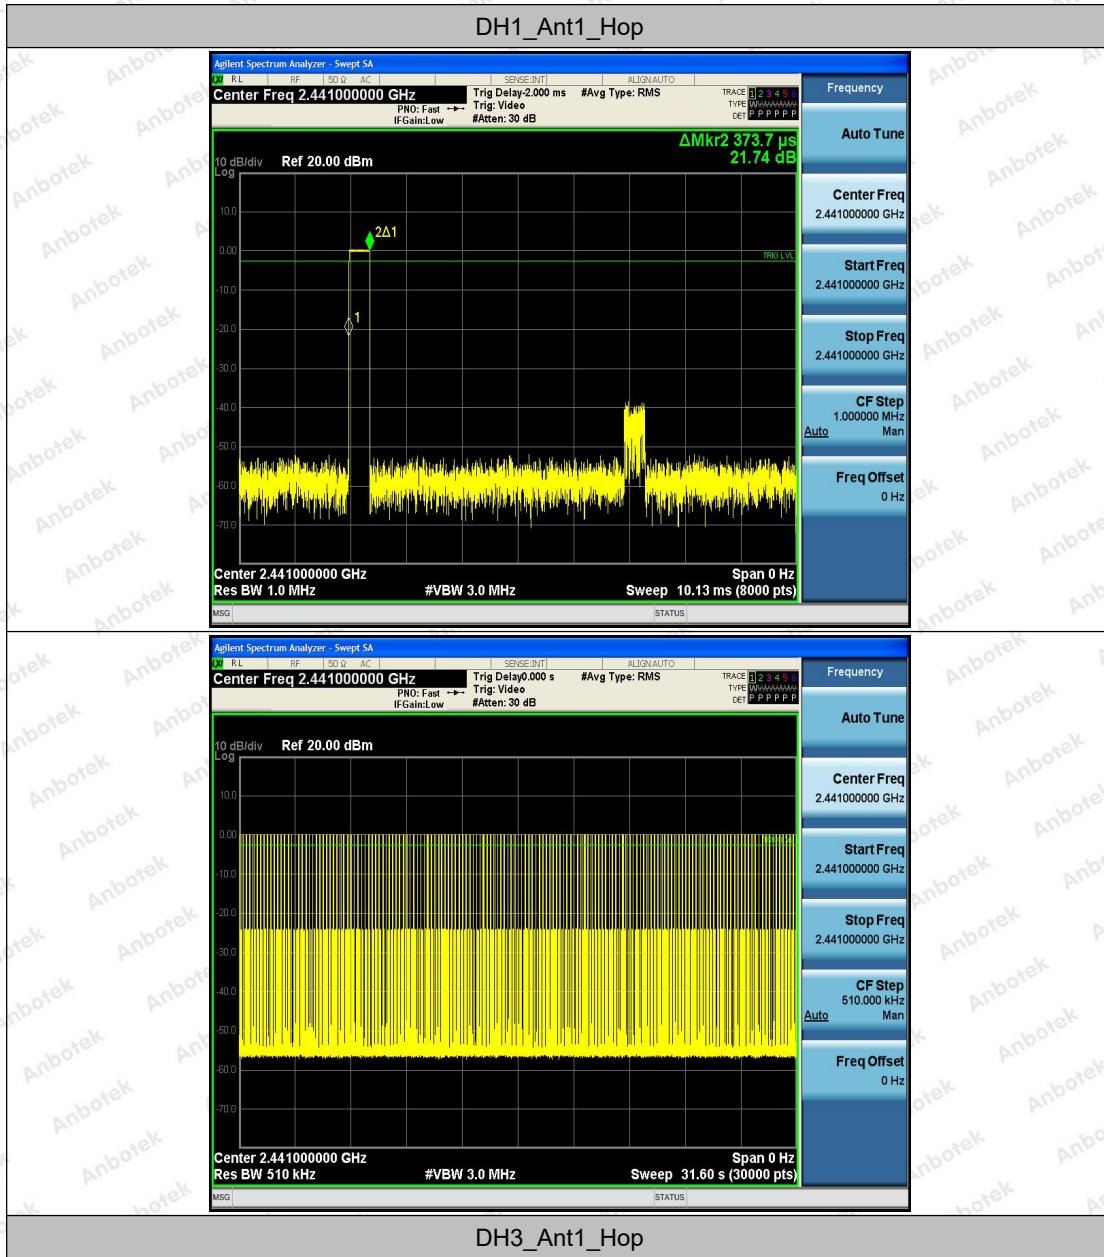 DH1_Ant1_Hop
Agilent Spectrum Analyzer - Swept SA
RL RF 50 Ω AC SENSE:INT ALIGNAUTO
Center Freq 2.441000000 GHz
PNO: Fast
IFGain:Low
Trig Delay-2.000 ms
Trig: Video
#Atten: 30 dB
#Avg Type: RMS
TRACE 1 2 3 4 5 6
TYPE
DET P P P P P P
ΔMkr2 373.7 µs
21.74 dB
10 dB/div
Log
Ref 20.00 dBm
10.0
0.00
-10.0
-20.0
-30.0
-40.0
-50.0
-60.0
-70.0
2Δ1
1
TRIG LVL
Center 2.441000000 GHz
Span 0 Hz
Res BW 1.0 MHz
#VBW 3.0 MHz
Sweep 10.13 ms (8000 pts)
MSG
STATUS
Frequency
Auto Tune
Center Freq
2.441000000 GHz
Start Freq
2.441000000 GHz
Stop Freq
2.441000000 GHz
CF Step
1.000000 MHz
Auto Man
Freq Offset
0 Hz
Agilent Spectrum Analyzer - Swept SA
RL RF 50 Ω AC SENSE:INT ALIGNAUTO
Center Freq 2.441000000 GHz
PNO: Fast
IFGain:Low
Trig Delay0.000 s
Trig: Video
#Atten: 30 dB
#Avg Type: RMS
TRACE 1 2 3 4 5 6
TYPE
DET P P P P P P
10 dB/div
Log
Ref 20.00 dBm
10.0
0.00
-10.0
-20.0
-30.0
-40.0
-50.0
-60.0
-70.0
Center 2.441000000 GHz
Span 0 Hz
Res BW 510 kHz
#VBW 3.0 MHz
Sweep 31.60 s (30000 pts)
MSG
STATUS
Frequency
Auto Tune
Center Freq
2.441000000 GHz
Start Freq
2.441000000 GHz
Stop Freq
2.441000000 GHz
CF Step
510.000 kHz
Auto Man
Freq Offset
0 Hz
DH3_Ant1_Hop
Anbotek